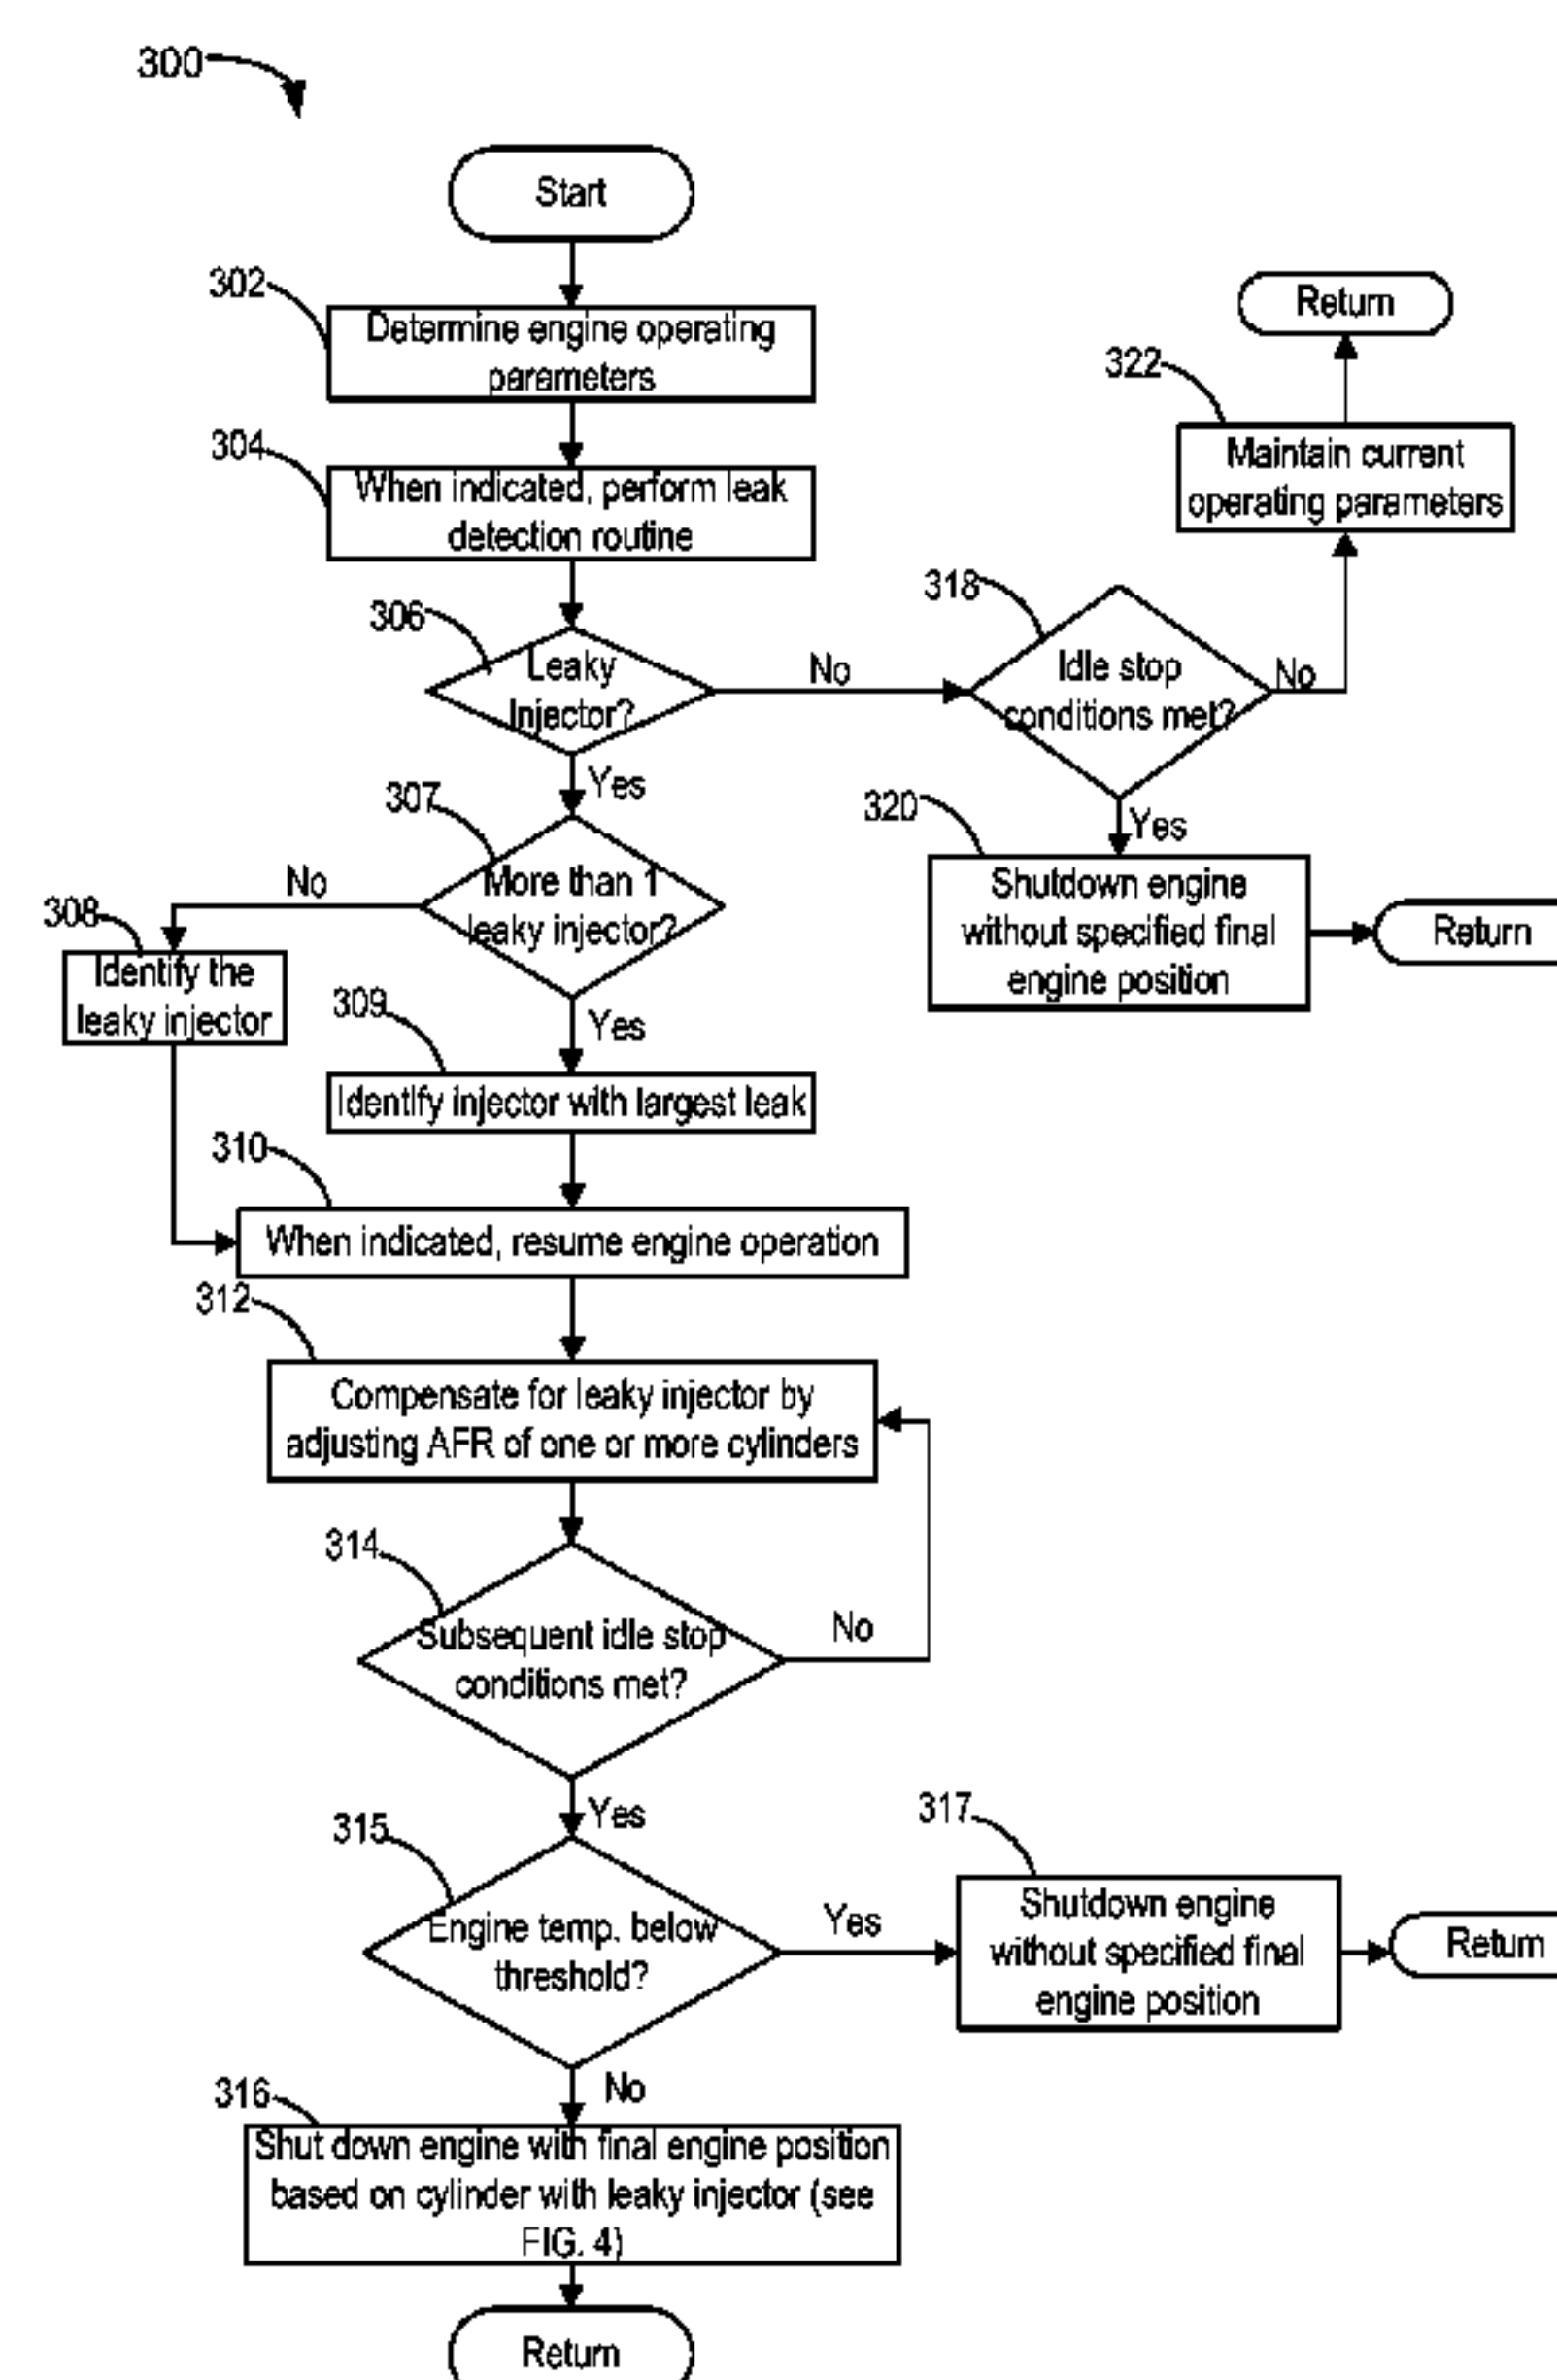 300
Start
302
Determine engine operating
parameters
304
When indicated, perform leak
detection routine
306
Leaky
Injector?
No
Yes
318
Idle stop
conditions met?
No
Yes
322
Maintain current
operating parameters
Return
320
Shutdown engine
without specified final
engine position
Return
307
More than 1
leaky injector?
No
Yes
308
Identify the
leaky injector
309
Identify injector with largest leak
310
When indicated, resume engine operation
312
Compensate for leaky injector by
adjusting AFR of one or more cylinders
314
Subsequent idle stop
conditions met?
No
Yes
315
Engine temp. below
threshold?
Yes
No
317
Shutdown engine
without specified final
engine position
Return
316
Shut down engine with final engine position
based on cylinder with leaky injector (see
FIG. 4)
Return